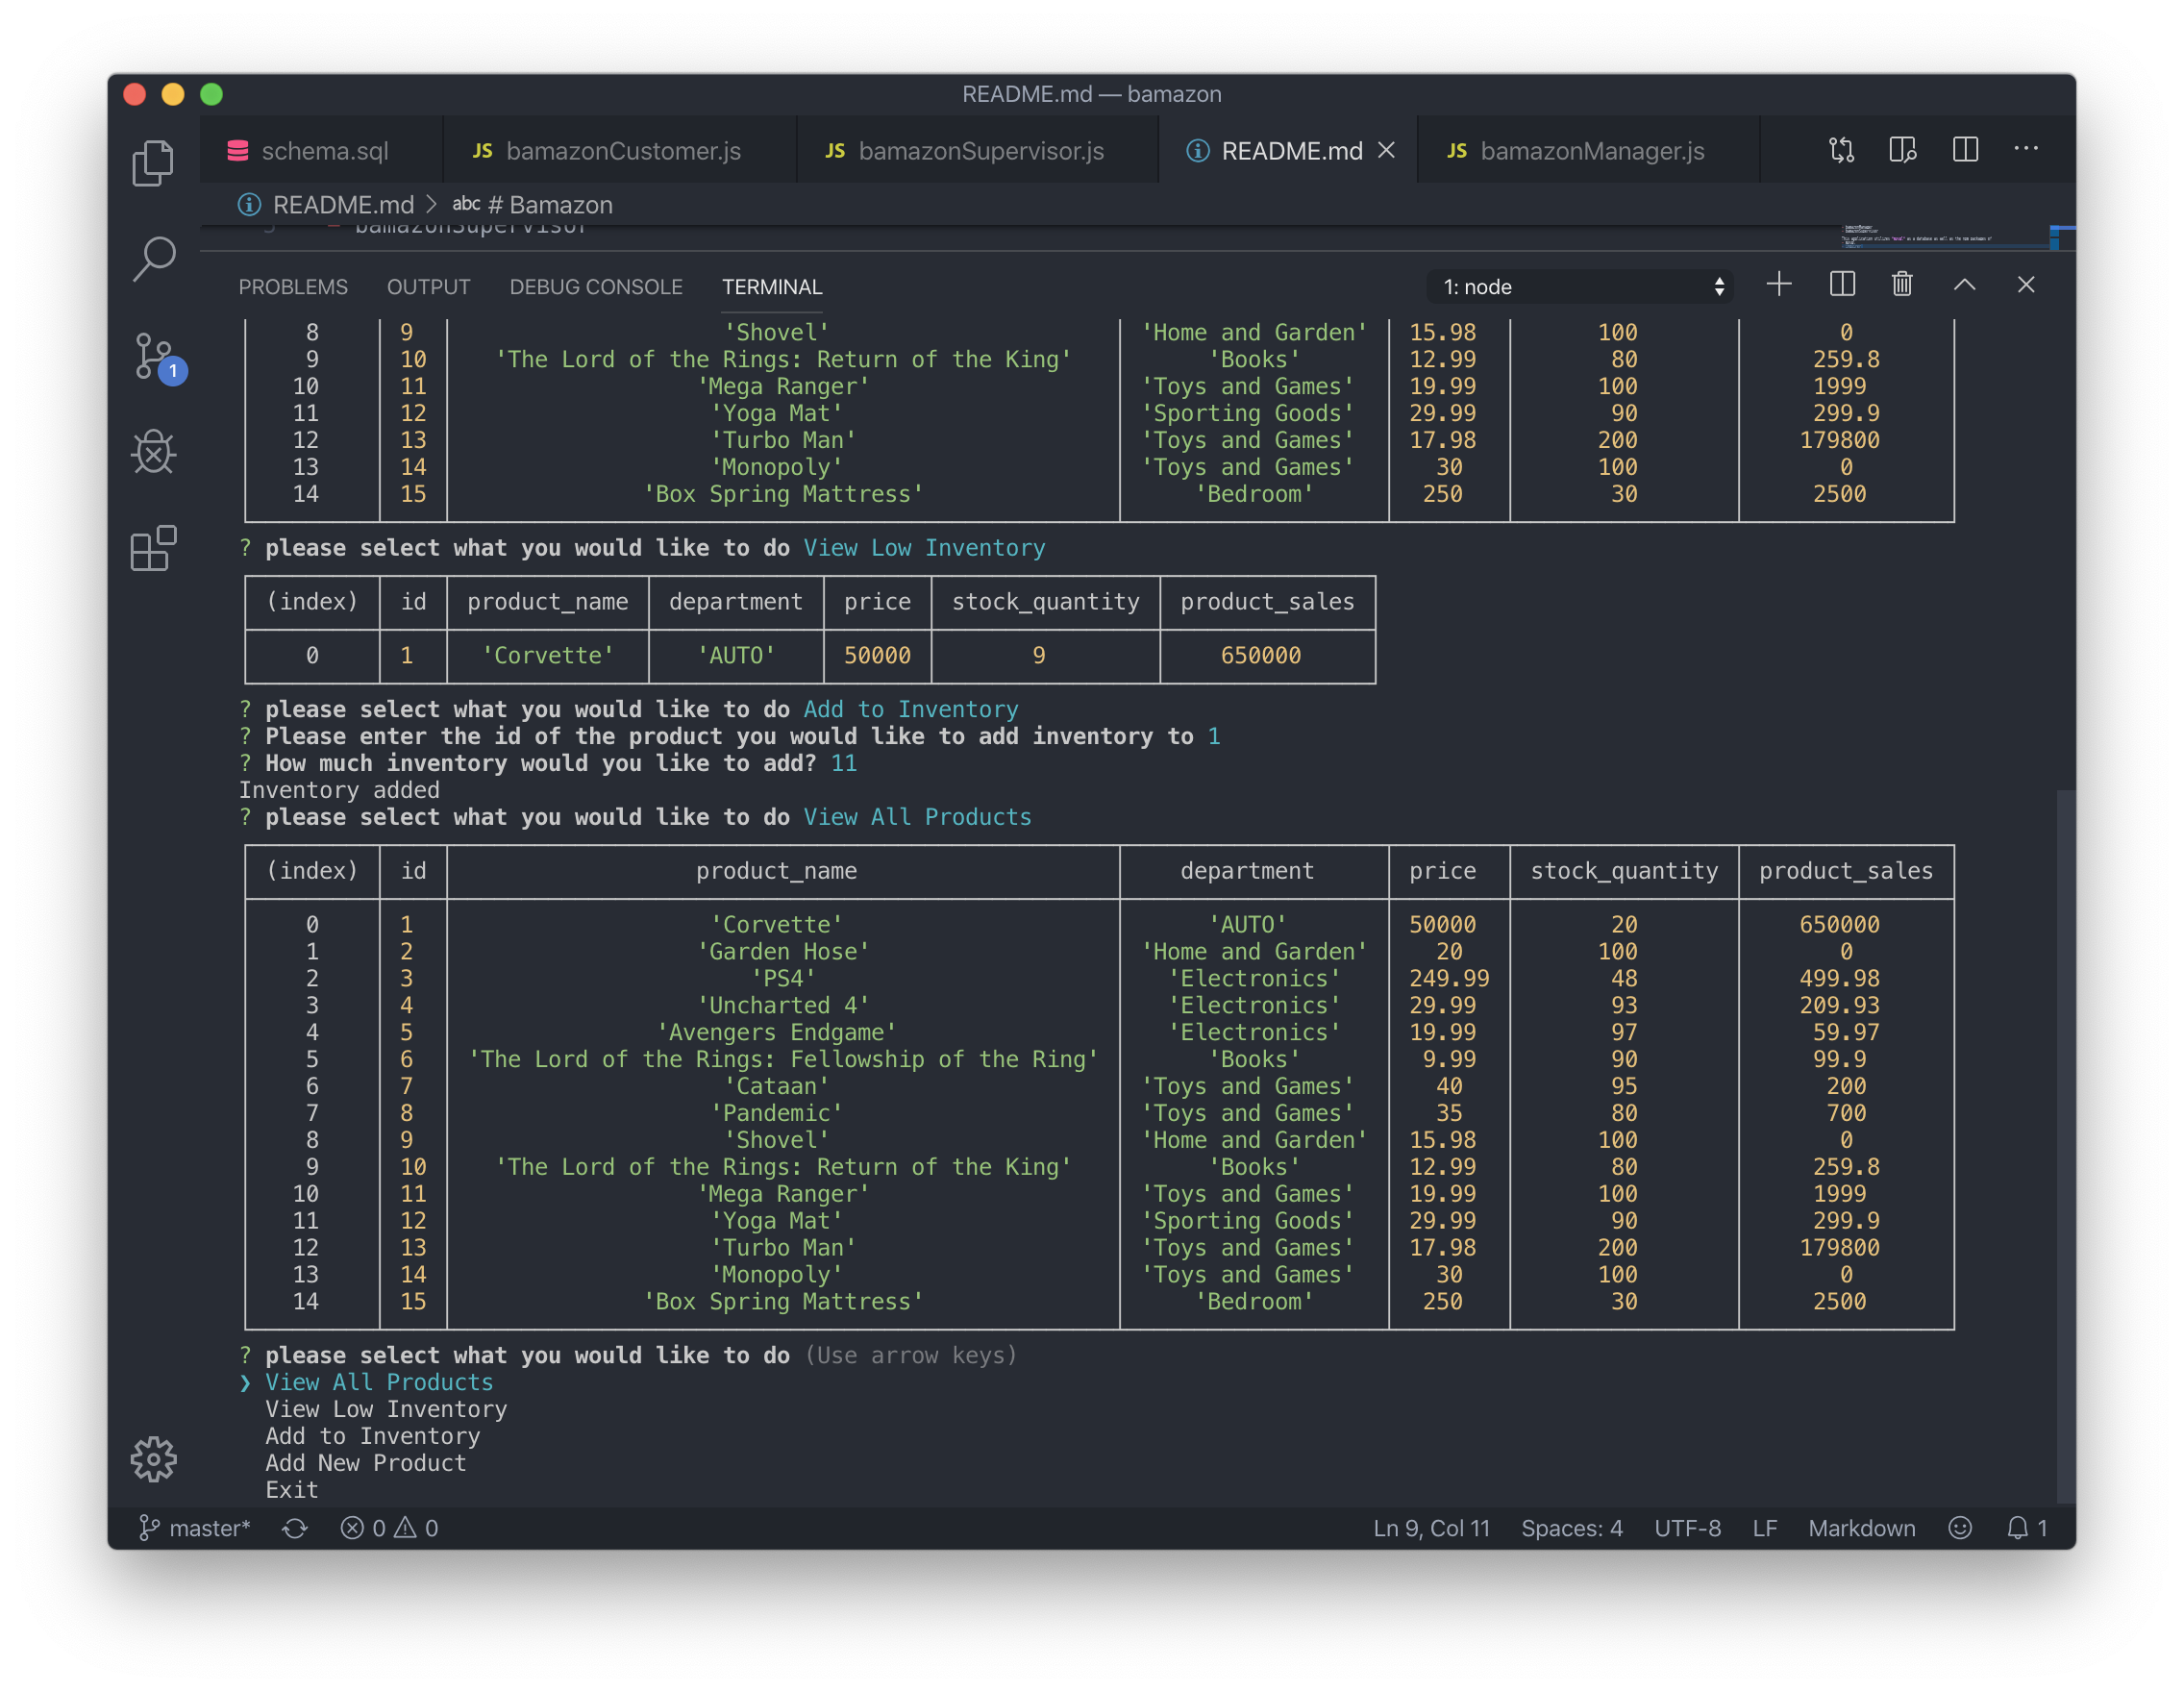 README.md — bamazon
schema.sql JS bamazonCustomer.js JS bamazonSupervisor.js README.md JS bamazonManager.js
README.md > abc # Bamazon
bamazonSupervisor
PROBLEMS OUTPUT DEBUG CONSOLE TERMINAL 1: node
8 9 'Shovel' 'Home and Garden' 15.98 100 0
9 10 'The Lord of the Rings: Return of the King' 'Books' 12.99 80 259.8
10 11 'Mega Ranger' 'Toys and Games' 19.99 100 1999
11 12 'Yoga Mat' 'Sporting Goods' 29.99 90 299.9
12 13 'Turbo Man' 'Toys and Games' 17.98 200 179800
13 14 'Monopoly' 'Toys and Games' 30 100 0
14 15 'Box Spring Mattress' 'Bedroom' 250 30 2500
? please select what you would like to do View Low Inventory
(index) id product_name department price stock_quantity product_sales
0 1 'Corvette' 'AUTO' 50000 9 650000
? please select what you would like to do Add to Inventory
? Please enter the id of the product you would like to add inventory to 1
? How much inventory would you like to add? 11
Inventory added
? please select what you would like to do View All Products
(index) id product_name department price stock_quantity product_sales
0 1 'Corvette' 'AUTO' 50000 20 650000
1 2 'Garden Hose' 'Home and Garden' 20 100 0
2 3 'PS4' 'Electronics' 249.99 48 499.98
3 4 'Uncharted 4' 'Electronics' 29.99 93 209.93
4 5 'Avengers Endgame' 'Electronics' 19.99 97 59.97
5 6 'The Lord of the Rings: Fellowship of the Ring' 'Books' 9.99 90 99.9
6 7 'Cataan' 'Toys and Games' 40 95 200
7 8 'Pandemic' 'Toys and Games' 35 80 700
8 9 'Shovel' 'Home and Garden' 15.98 100 0
9 10 'The Lord of the Rings: Return of the King' 'Books' 12.99 80 259.8
10 11 'Mega Ranger' 'Toys and Games' 19.99 100 1999
11 12 'Yoga Mat' 'Sporting Goods' 29.99 90 299.9
12 13 'Turbo Man' 'Toys and Games' 17.98 200 179800
13 14 'Monopoly' 'Toys and Games' 30 100 0
14 15 'Box Spring Mattress' 'Bedroom' 250 30 2500
? please select what you would like to do (Use arrow keys)
❯ View All Products
View Low Inventory
Add to Inventory
Add New Product
Exit
1
master* 0 0 Ln 9, Col 11 Spaces: 4 UTF-8 LF Markdown 1